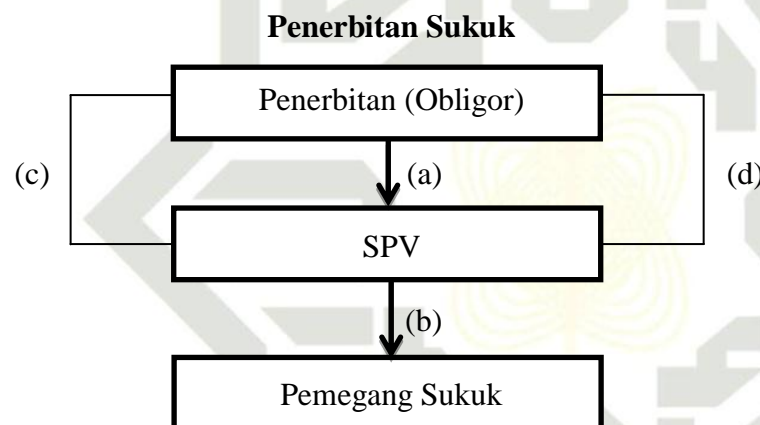 Penerbitan Sukuk
Penerbitan (Obligor)
(c)
(a)
(d)
SPV
(b)
Pemegang Sukuk